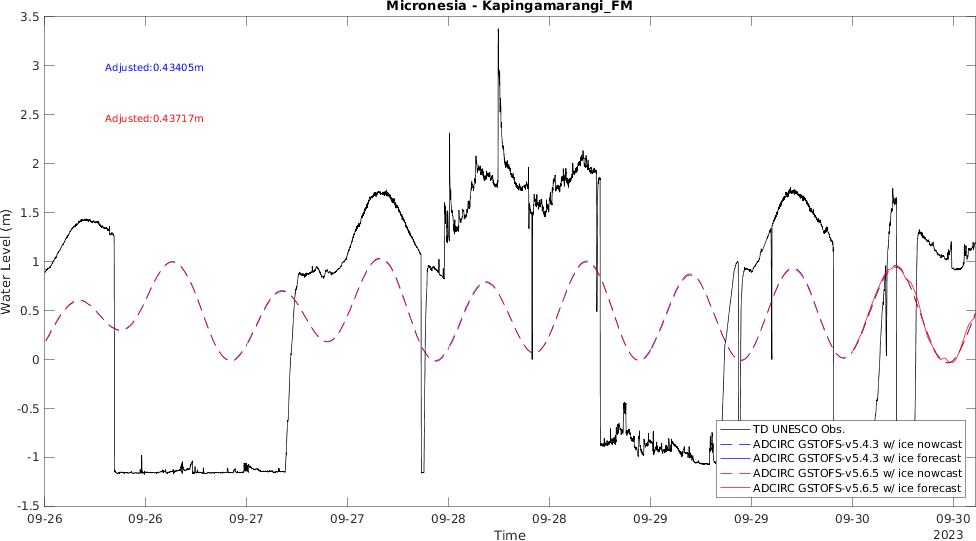 Micronesia - Kapingamarangi_FM
3.5
3
2.5
2
1.5
1
0.5
0
-0.5
-1
-1.5
Water Level (m)
Adjusted:0.43405m
Adjusted:0.43717m
TD UNESCO Obs.
ADCIRC GSTOFS-v5.4.3 w/ ice nowcast
ADCIRC GSTOFS-v5.4.3 w/ ice forecast
ADCIRC GSTOFS-v5.6.5 w/ ice nowcast
ADCIRC GSTOFS-v5.6.5 w/ ice forecast
09-26 09-26 09-27 09-27 09-28 09-28 09-29 09-29 09-30 09-30
Time
2023